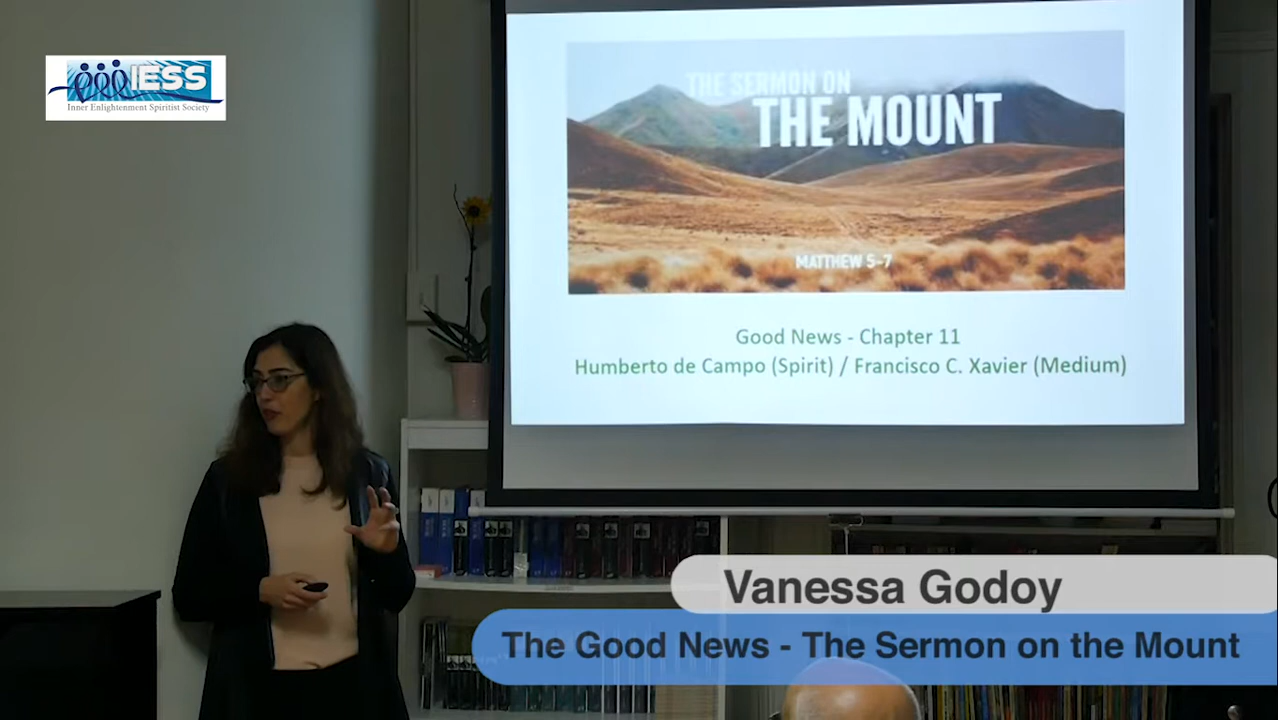 IESS
Inner Enlightenment Spiritist Society
THE SERMON ON
THE MOUNT
MATTHEW 5-7
Good News - Chapter 11
Humberto de Campo (Spirit) / Francisco C. Xavier (Medium)
Vanessa Godoy
The Good News - The Sermon on the Mount